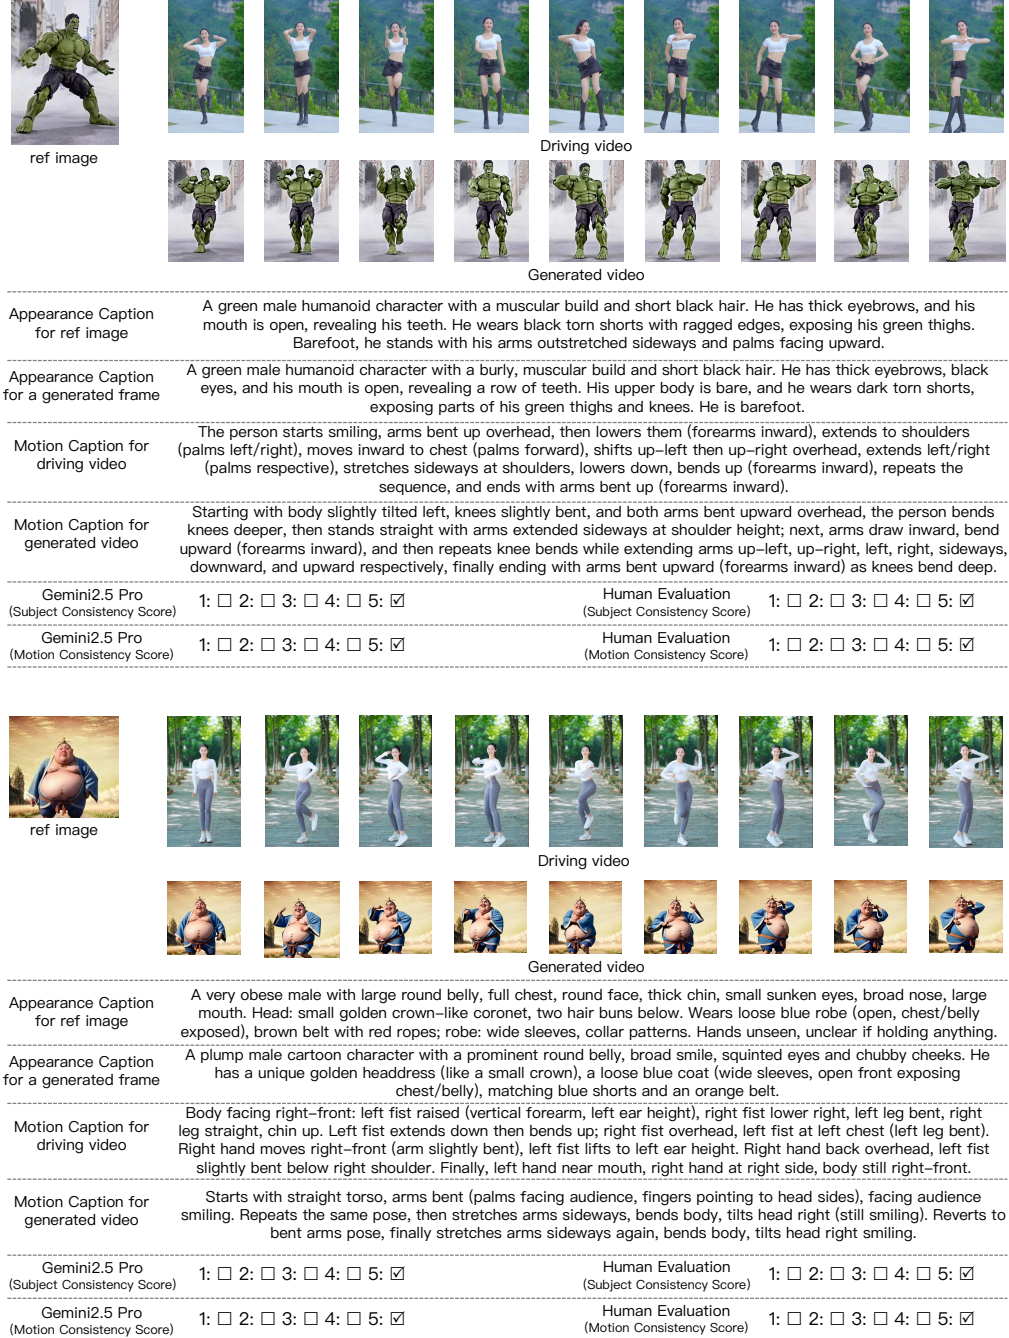 ref image
Driving video
Generated video
Appearance Caption
for ref image
A green male humanoid character with a muscular build and short black hair. He has thick eyebrows, and his
mouth is open, revealing his teeth. He wears black torn shorts with ragged edges, exposing his green thighs.
Barefoot, he stands with his arms outstretched sideways and palms facing upward.
Appearance Caption
for a generated frame
A green male humanoid character with a burly, muscular build and short black hair. He has thick eyebrows, black
eyes, and his mouth is open, revealing a row of teeth. His upper body is bare, and he wears dark torn shorts,
exposing parts of his green thighs and knees. He is barefoot.
Motion Caption for
driving video
The person starts smiling, arms bent up overhead, then lowers them (forearms inward), extends to shoulders
(palms left/right), moves inward to chest (palms forward), shifts up-left then up-right overhead, extends left/right
(palms respective), stretches sideways at shoulders, lowers down, bends up (forearms inward), repeats the
sequence, and ends with arms bent up (forearms inward).
Motion Caption for
generated video
Starting with body slightly tilted left, knees slightly bent, and both arms bent upward overhead, the person bends
knees deeper, then stands straight with arms extended sideways at shoulder height; next, arms draw inward, bend
upward (forearms inward), and then repeats knee bends while extending arms up-left, up-right, left, right, sideways,
downward, and upward respectively, finally ending with arms bent upward (forearms inward) as knees bend deep.
Gemini2.5 Pro
(Subject Consistency Score)
1: ☐ 2: ☐ 3: ☐ 4: ☐ 5: ☑
Human Evaluation
(Subject Consistency Score)
1: ☐ 2: ☐ 3: ☐ 4: ☐ 5: ☑
Gemini2.5 Pro
(Motion Consistency Score)
1: ☐ 2: ☐ 3: ☐ 4: ☐ 5: ☑
Human Evaluation
(Motion Consistency Score)
1: ☐ 2: ☐ 3: ☐ 4: ☐ 5: ☑
ref image
Driving video
Generated video
Appearance Caption
for ref image
A very obese male with large round belly, full chest, round face, thick chin, small sunken eyes, broad nose, large
mouth. Head: small golden crown-like coronet, two hair buns below. Wears loose blue robe (open, chest/belly
exposed), brown belt with red ropes; robe: wide sleeves, collar patterns. Hands unseen, unclear if holding anything.
Appearance Caption
for a generated frame
A plump male cartoon character with a prominent round belly, broad smile, squinted eyes and chubby cheeks. He
has a unique golden headdress (like a small crown), a loose blue coat (wide sleeves, open front exposing
chest/belly), matching blue shorts and an orange belt.
Motion Caption for
driving video
Body facing right-front: left fist raised (vertical forearm, left ear height), right fist lower right, left leg bent, right
leg straight, chin up. Left fist extends down then bends up; right fist overhead, left fist at left chest (left leg bent).
Right hand moves right-front (arm slightly bent), left fist lifts to left ear height. Right hand back overhead, left fist
slightly bent below right shoulder. Finally, left hand near mouth, right hand at right side, body still right-front.
Motion Caption for
generated video
Starts with straight torso, arms bent (palms facing audience, fingers pointing to head sides), facing audience
smiling. Repeats the same pose, then stretches arms sideways, bends body, tilts head right (still smiling). Reverts to
bent arms pose, finally stretches arms sideways again, bends body, tilts head right smiling.
Gemini2.5 Pro
(Subject Consistency Score)
1: ☐ 2: ☐ 3: ☐ 4: ☐ 5: ☑
Human Evaluation
(Subject Consistency Score)
1: ☐ 2: ☐ 3: ☐ 4: ☐ 5: ☑
Gemini2.5 Pro
(Motion Consistency Score)
1: ☐ 2: ☐ 3: ☐ 4: ☐ 5: ☑
Human Evaluation
(Motion Consistency Score)
1: ☐ 2: ☐ 3: ☐ 4: ☐ 5: ☑